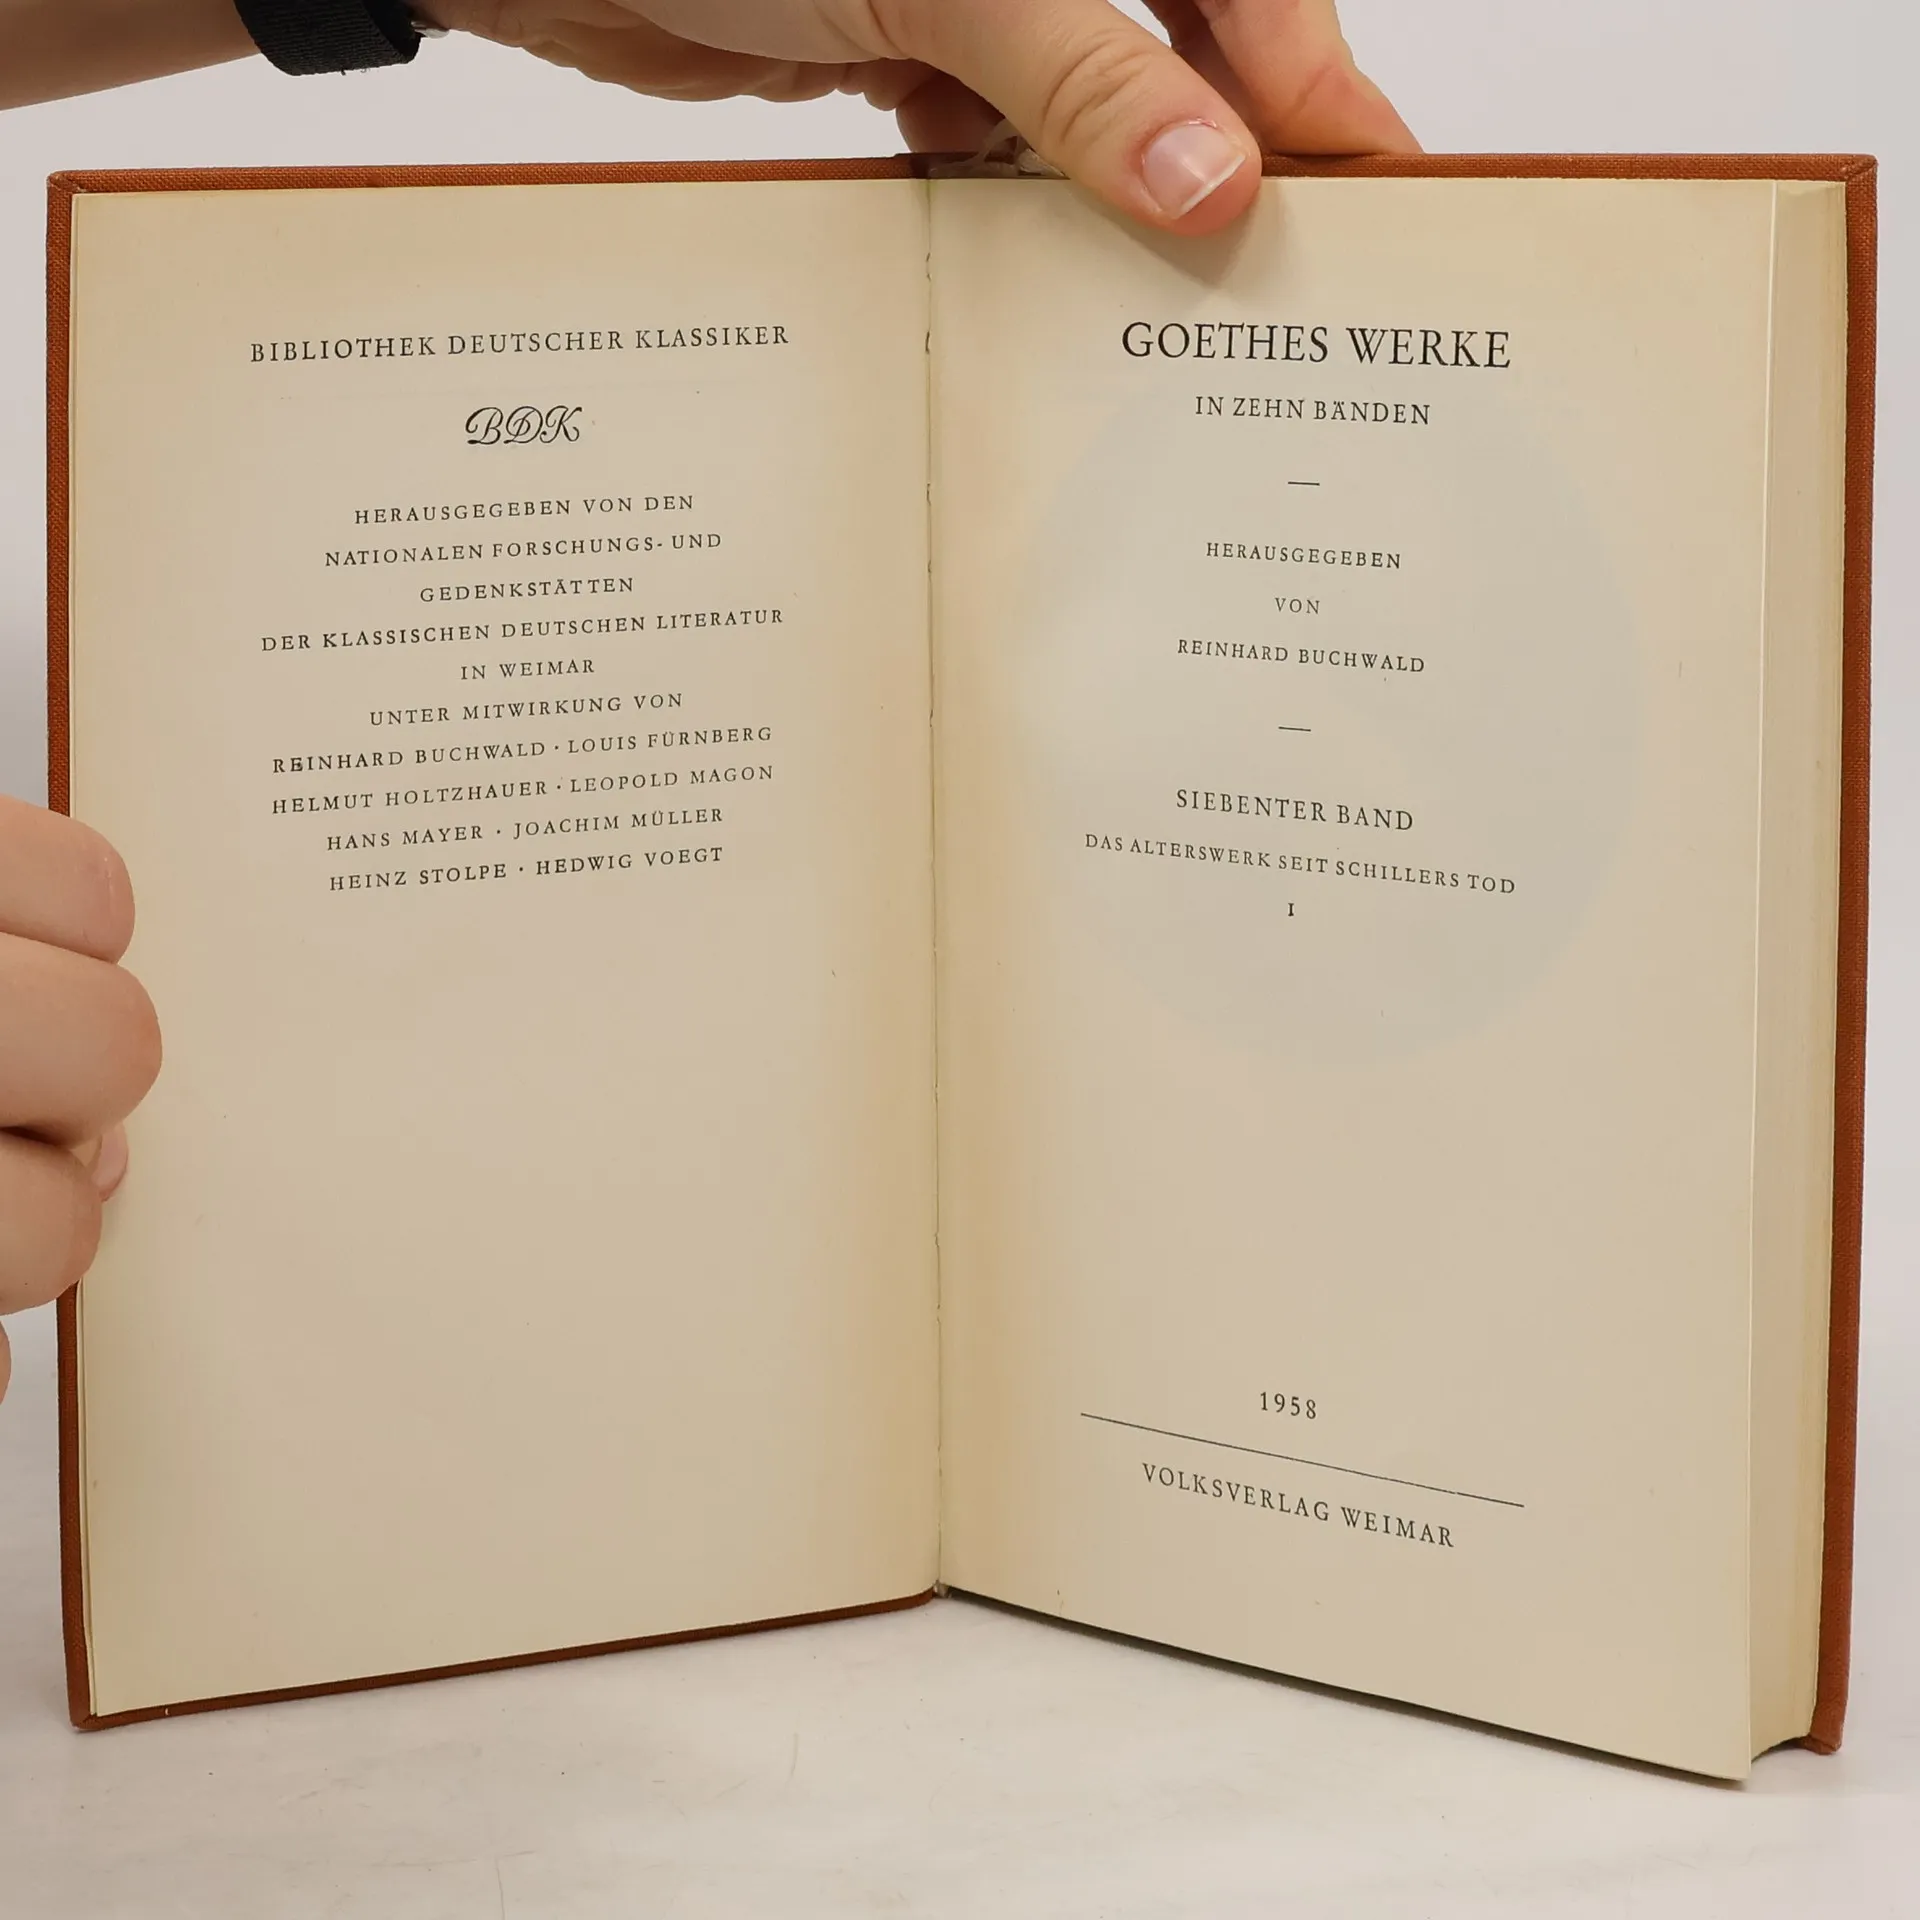 BIBLIOTHEK DEUTSCHER KLASSIKER
BDK
HERAUSGEGEBEN VON DEN
NATIONALEN FORSCHUNGS- UND
GEDENKSTÄTTEN
DER KLASSISCHEN DEUTSCHEN LITERATUR
IN WEIMAR
UNTER MITWIRKUNG VON
REINHARD BUCHWALD · LOUIS FÜRNBERG
HELMUT HOLTZHAUER · LEOPOLD MAGON
HANS MAYER · JOACHIM MÜLLER
HEINZ STOLPE · HEDWIG VOEGT
GOETHES WERKE
IN ZEHN BÄNDEN
HERAUSGEGEBEN
VON
REINHARD BUCHWALD
SIEBENTER BAND
DAS ALTERSWERK SEIT SCHILLERS TOD
I
1958
VOLKSVERLAG WEIMAR